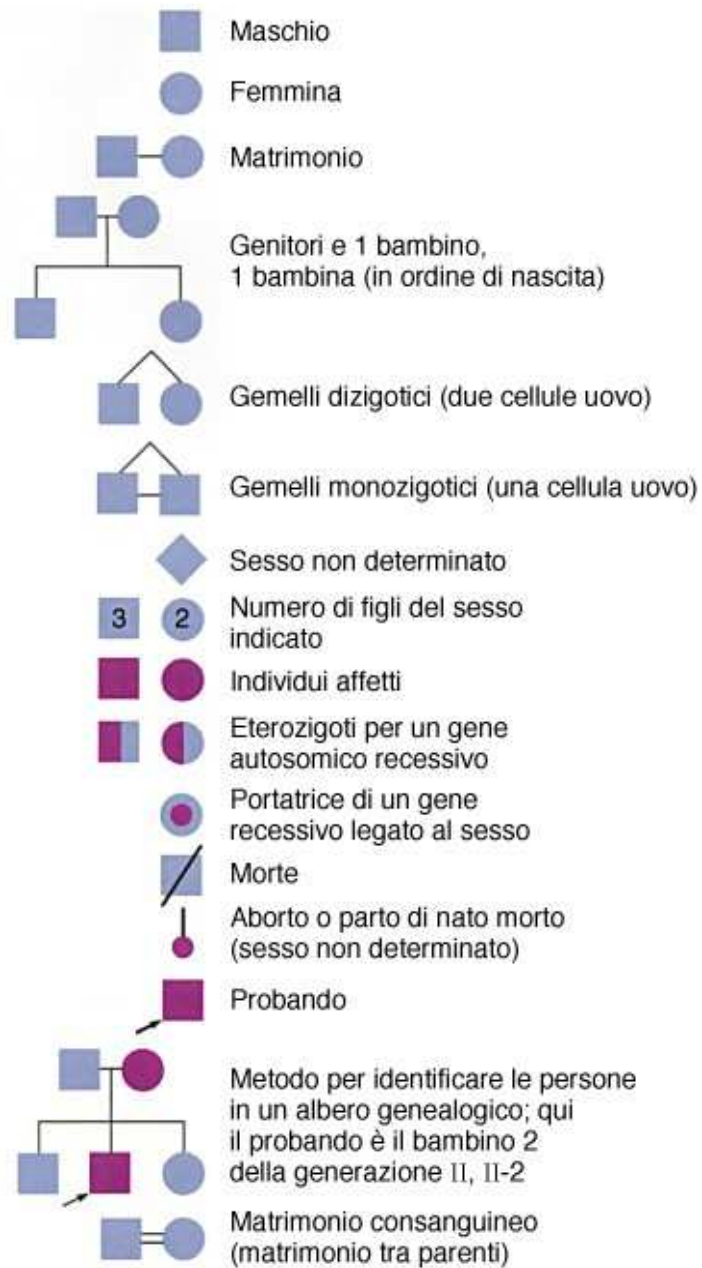 Maschio
Femmina
Matrimonio
Genitori e 1 bambino,
1 bambina (in ordine di nascita)
Gemelli dizigotici (due cellule uovo)
Gemelli monozigotici (una cellula uovo)
Sesso non determinato
3 2 Numero di figli del sesso
indicato
Individui affetti
Eterozigoti per un gene
autosomico recessivo
Portatrice di un gene
recessivo legato al sesso
Morte
Aborto o parto di nato morto
(sesso non determinato)
Probando
Metodo per identificare le persone
in un albero genealogico; qui
il probando è il bambino 2
della generazione II, II-2
Matrimonio consanguineo
(matrimonio tra parenti)